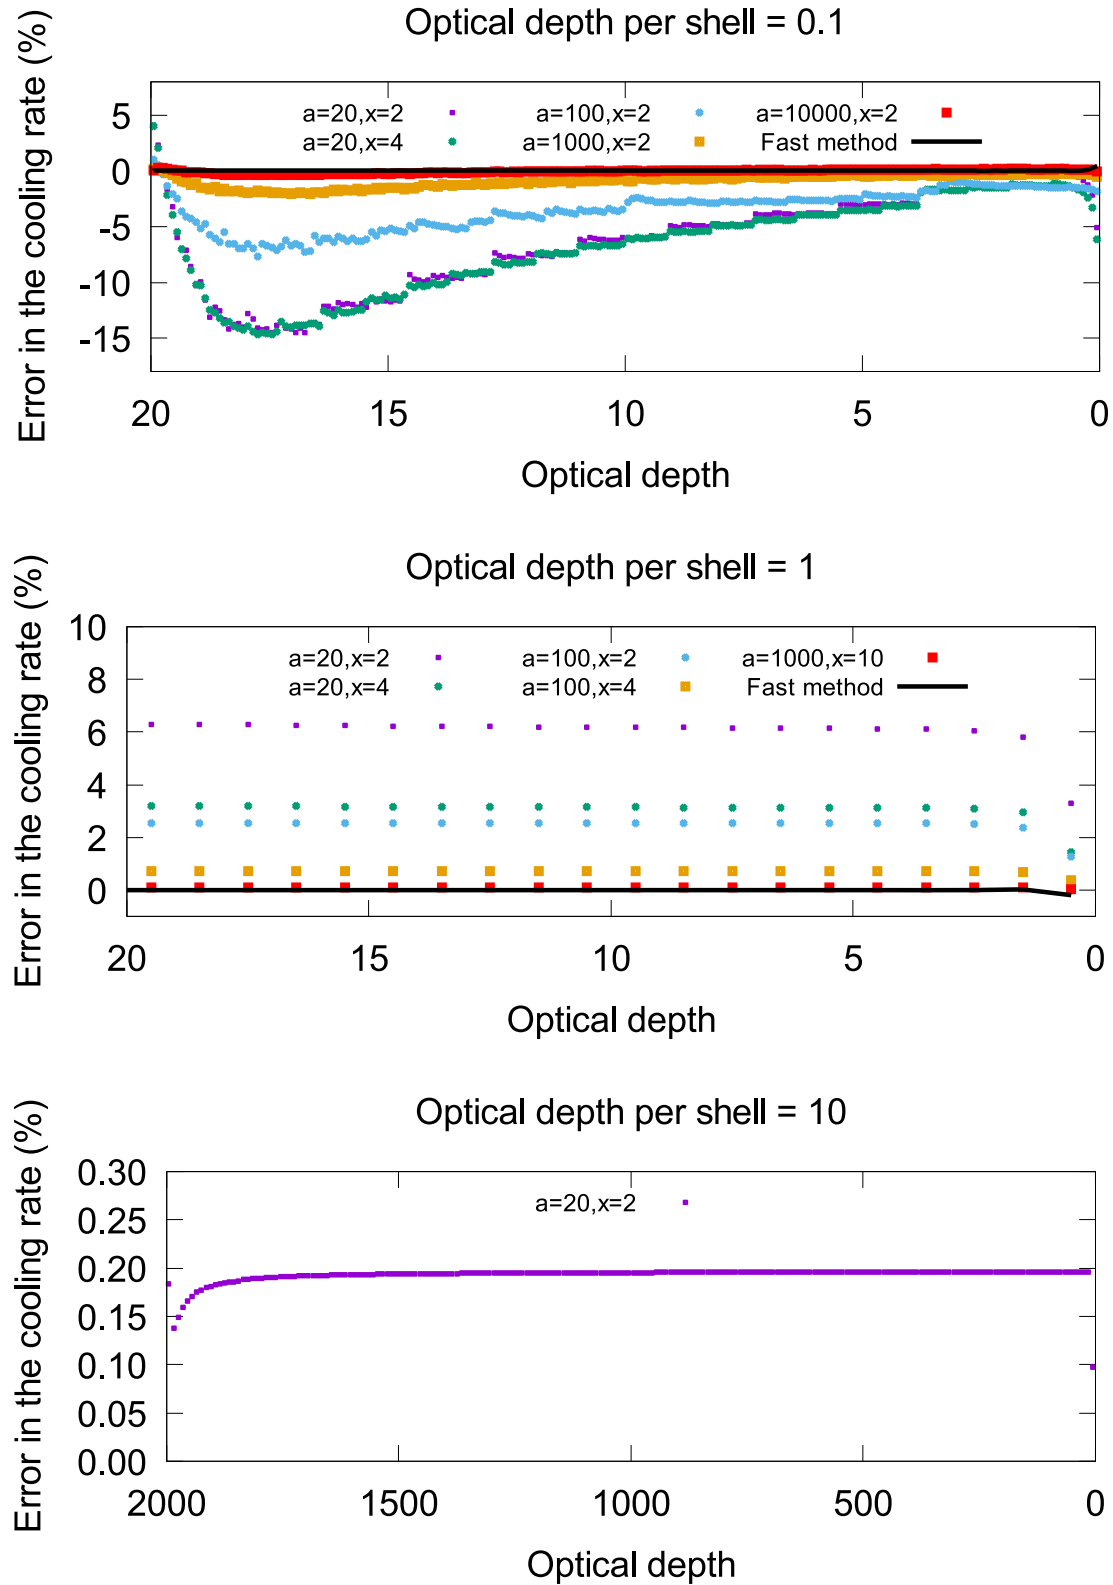 Optical depth per shell = 0.1
Error in the cooling rate (%)
a=20,x=2 a=100,x=2 a=10000,x=2
a=20,x=4 a=1000,x=2 Fast method
5
0
-5
-10
-15
20 15 10 5 0
Optical depth
Optical depth per shell = 1
Error in the cooling rate (%)
a=20,x=2 a=100,x=2 a=1000,x=10
a=20,x=4 a=100,x=4 Fast method
10
8
6
4
2
0
20 15 10 5 0
Optical depth
Optical depth per shell = 10
Error in the cooling rate (%)
a=20,x=2
0.30
0.25
0.20
0.15
0.10
0.05
0.00
2000 1500 1000 500 0
Optical depth